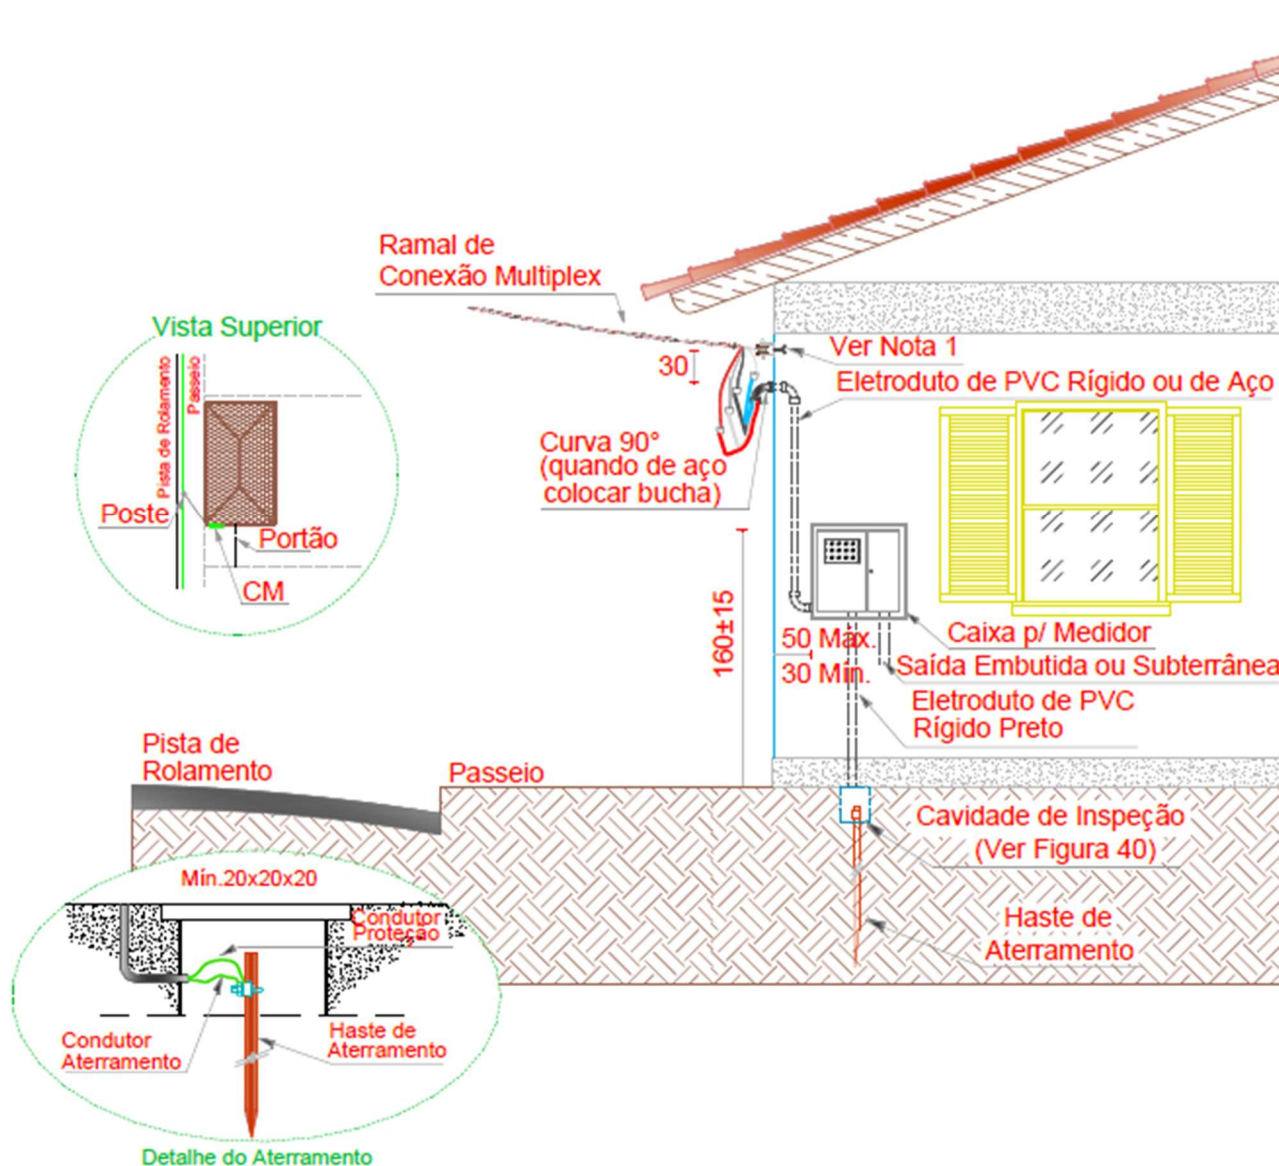 Ramal de
Conexão Multiplex
Vista Superior
Pista de Rolamento
Passeio
Poste
Portão
CM
30
Ver Nota 1
Eletroduto de PVC Rígido ou de Aço
Curva 90°
(quando de aço
colocar bucha)
160±15
50 Máx.
30 Mín.
Caixa p/ Medidor
Saída Embutida ou Subterrânea
Eletroduto de PVC
Rígido Preto
Pista de
Rolamento
Passeio
Cavidade de Inspeção
(Ver Figura 40)
Haste de
Aterramento
Mín.20x20x20
Condutor
Proteção
Condutor
Aterramento
Haste de
Aterramento
Detalhe do Aterramento